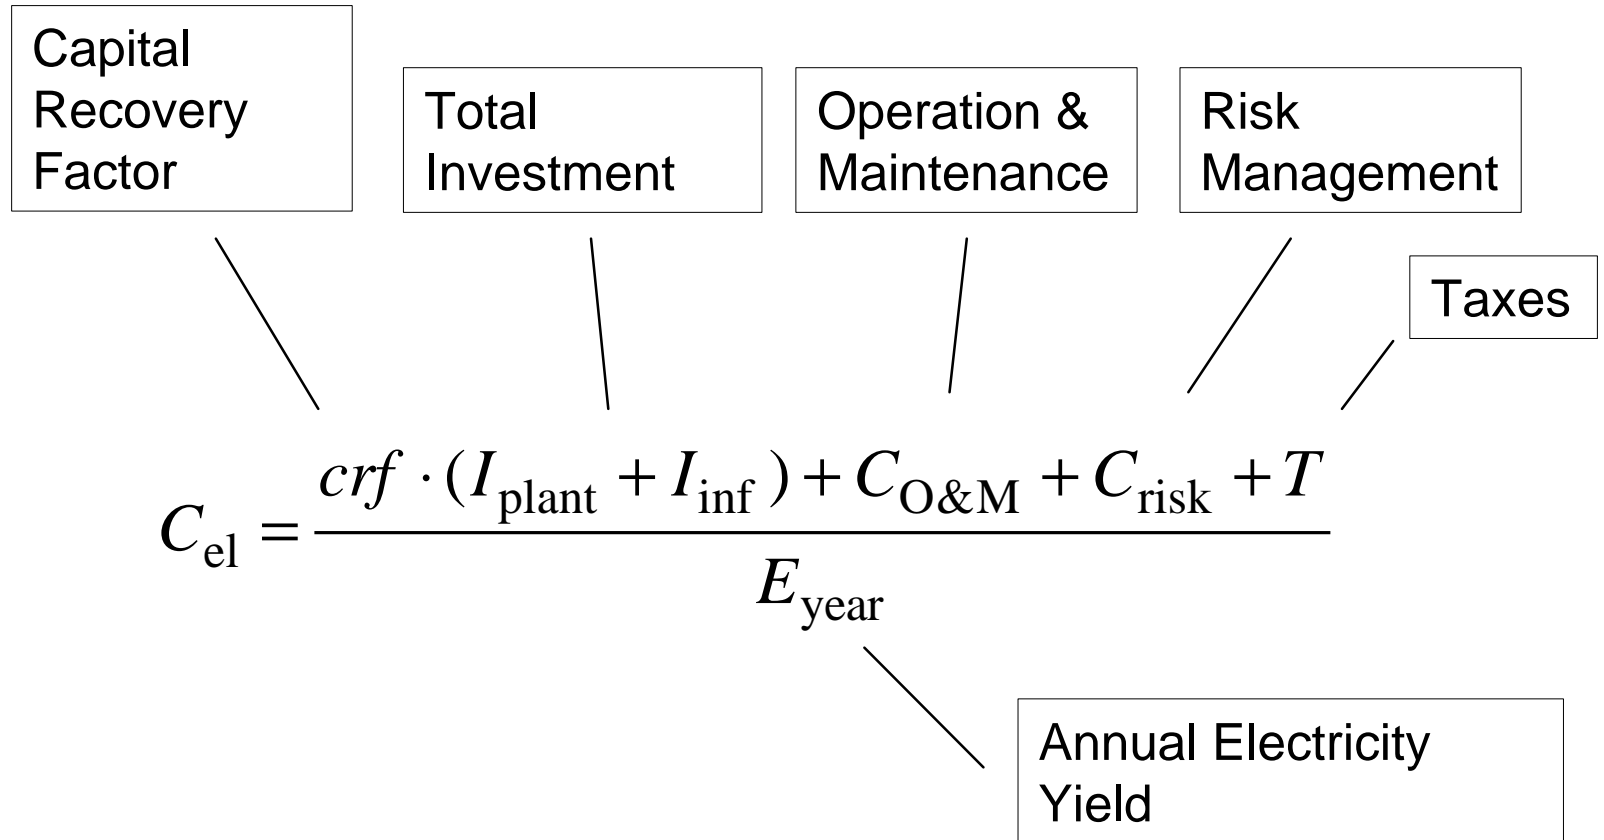 Capital
Recovery
Factor
Total
Investment
Operation &
Maintenance
Risk
Management
Taxes
C_el = (crf · (I_plant + I_inf) + C_O&M + C_risk + T) / E_year
Annual Electricity
Yield